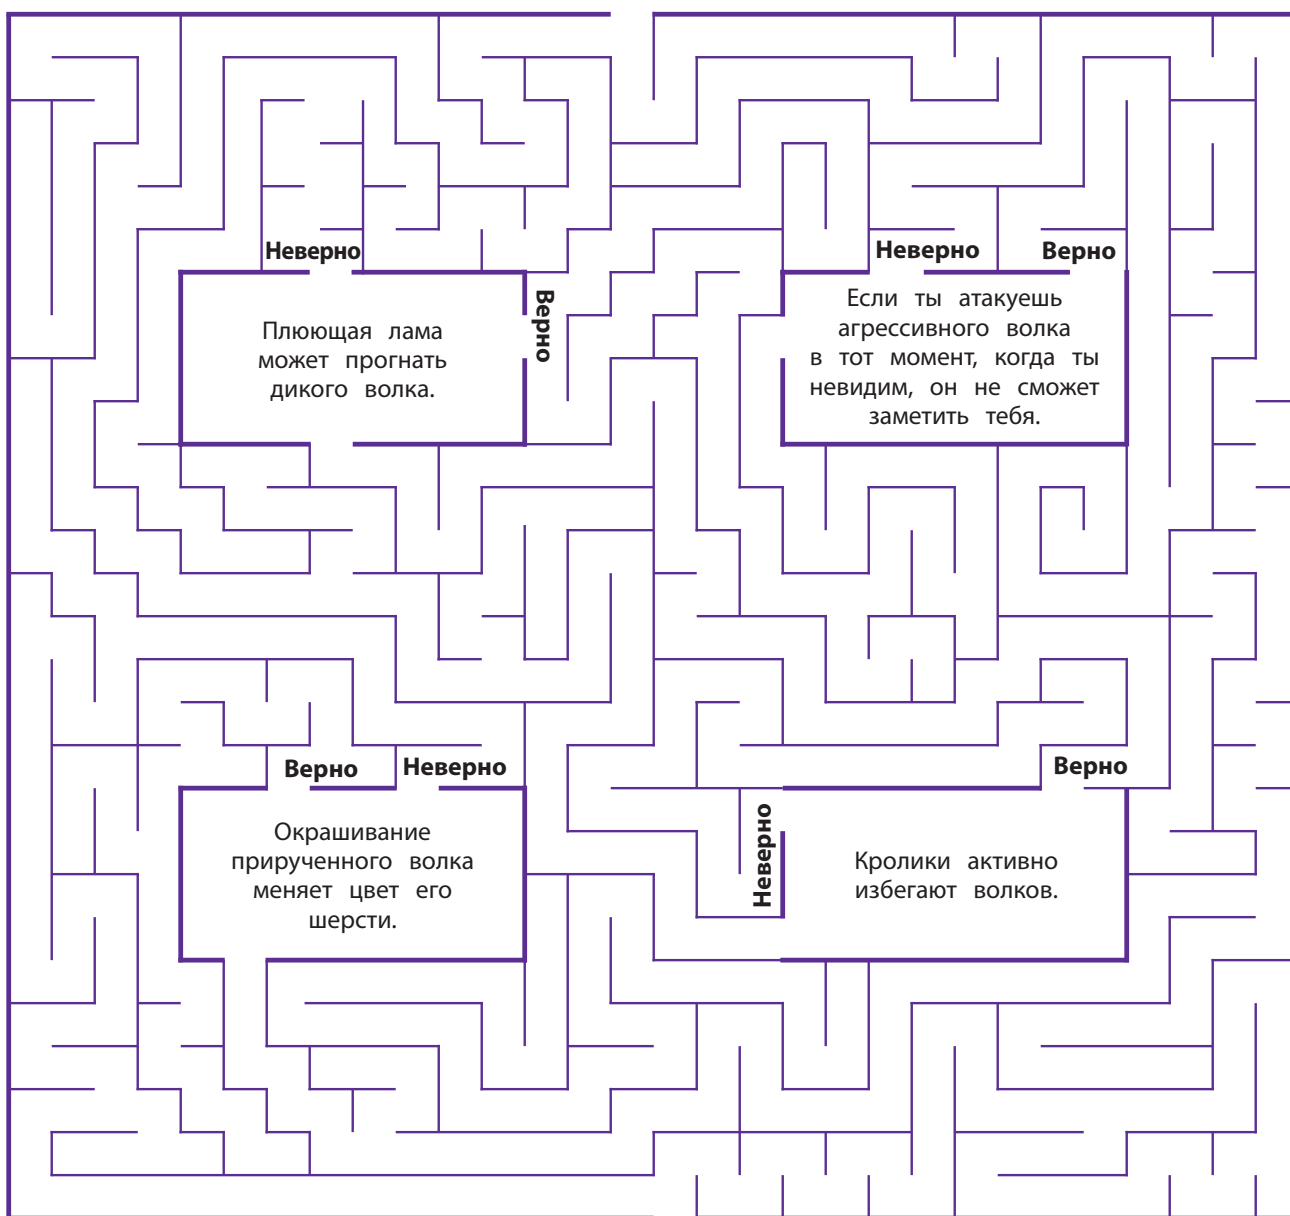 Неверно
Верно
Плюющая лама
может прогнать
дикого волка.
Неверно
Верно
Если ты атакуешь
агрессивного волка
в тот момент, когда ты
невидим, он не сможет
заметить тебя.
Верно
Неверно
Окрашивание
прирученного волка
меняет цвет его
шерсти.
Верно
Неверно
Кролики активно
избегают волков.